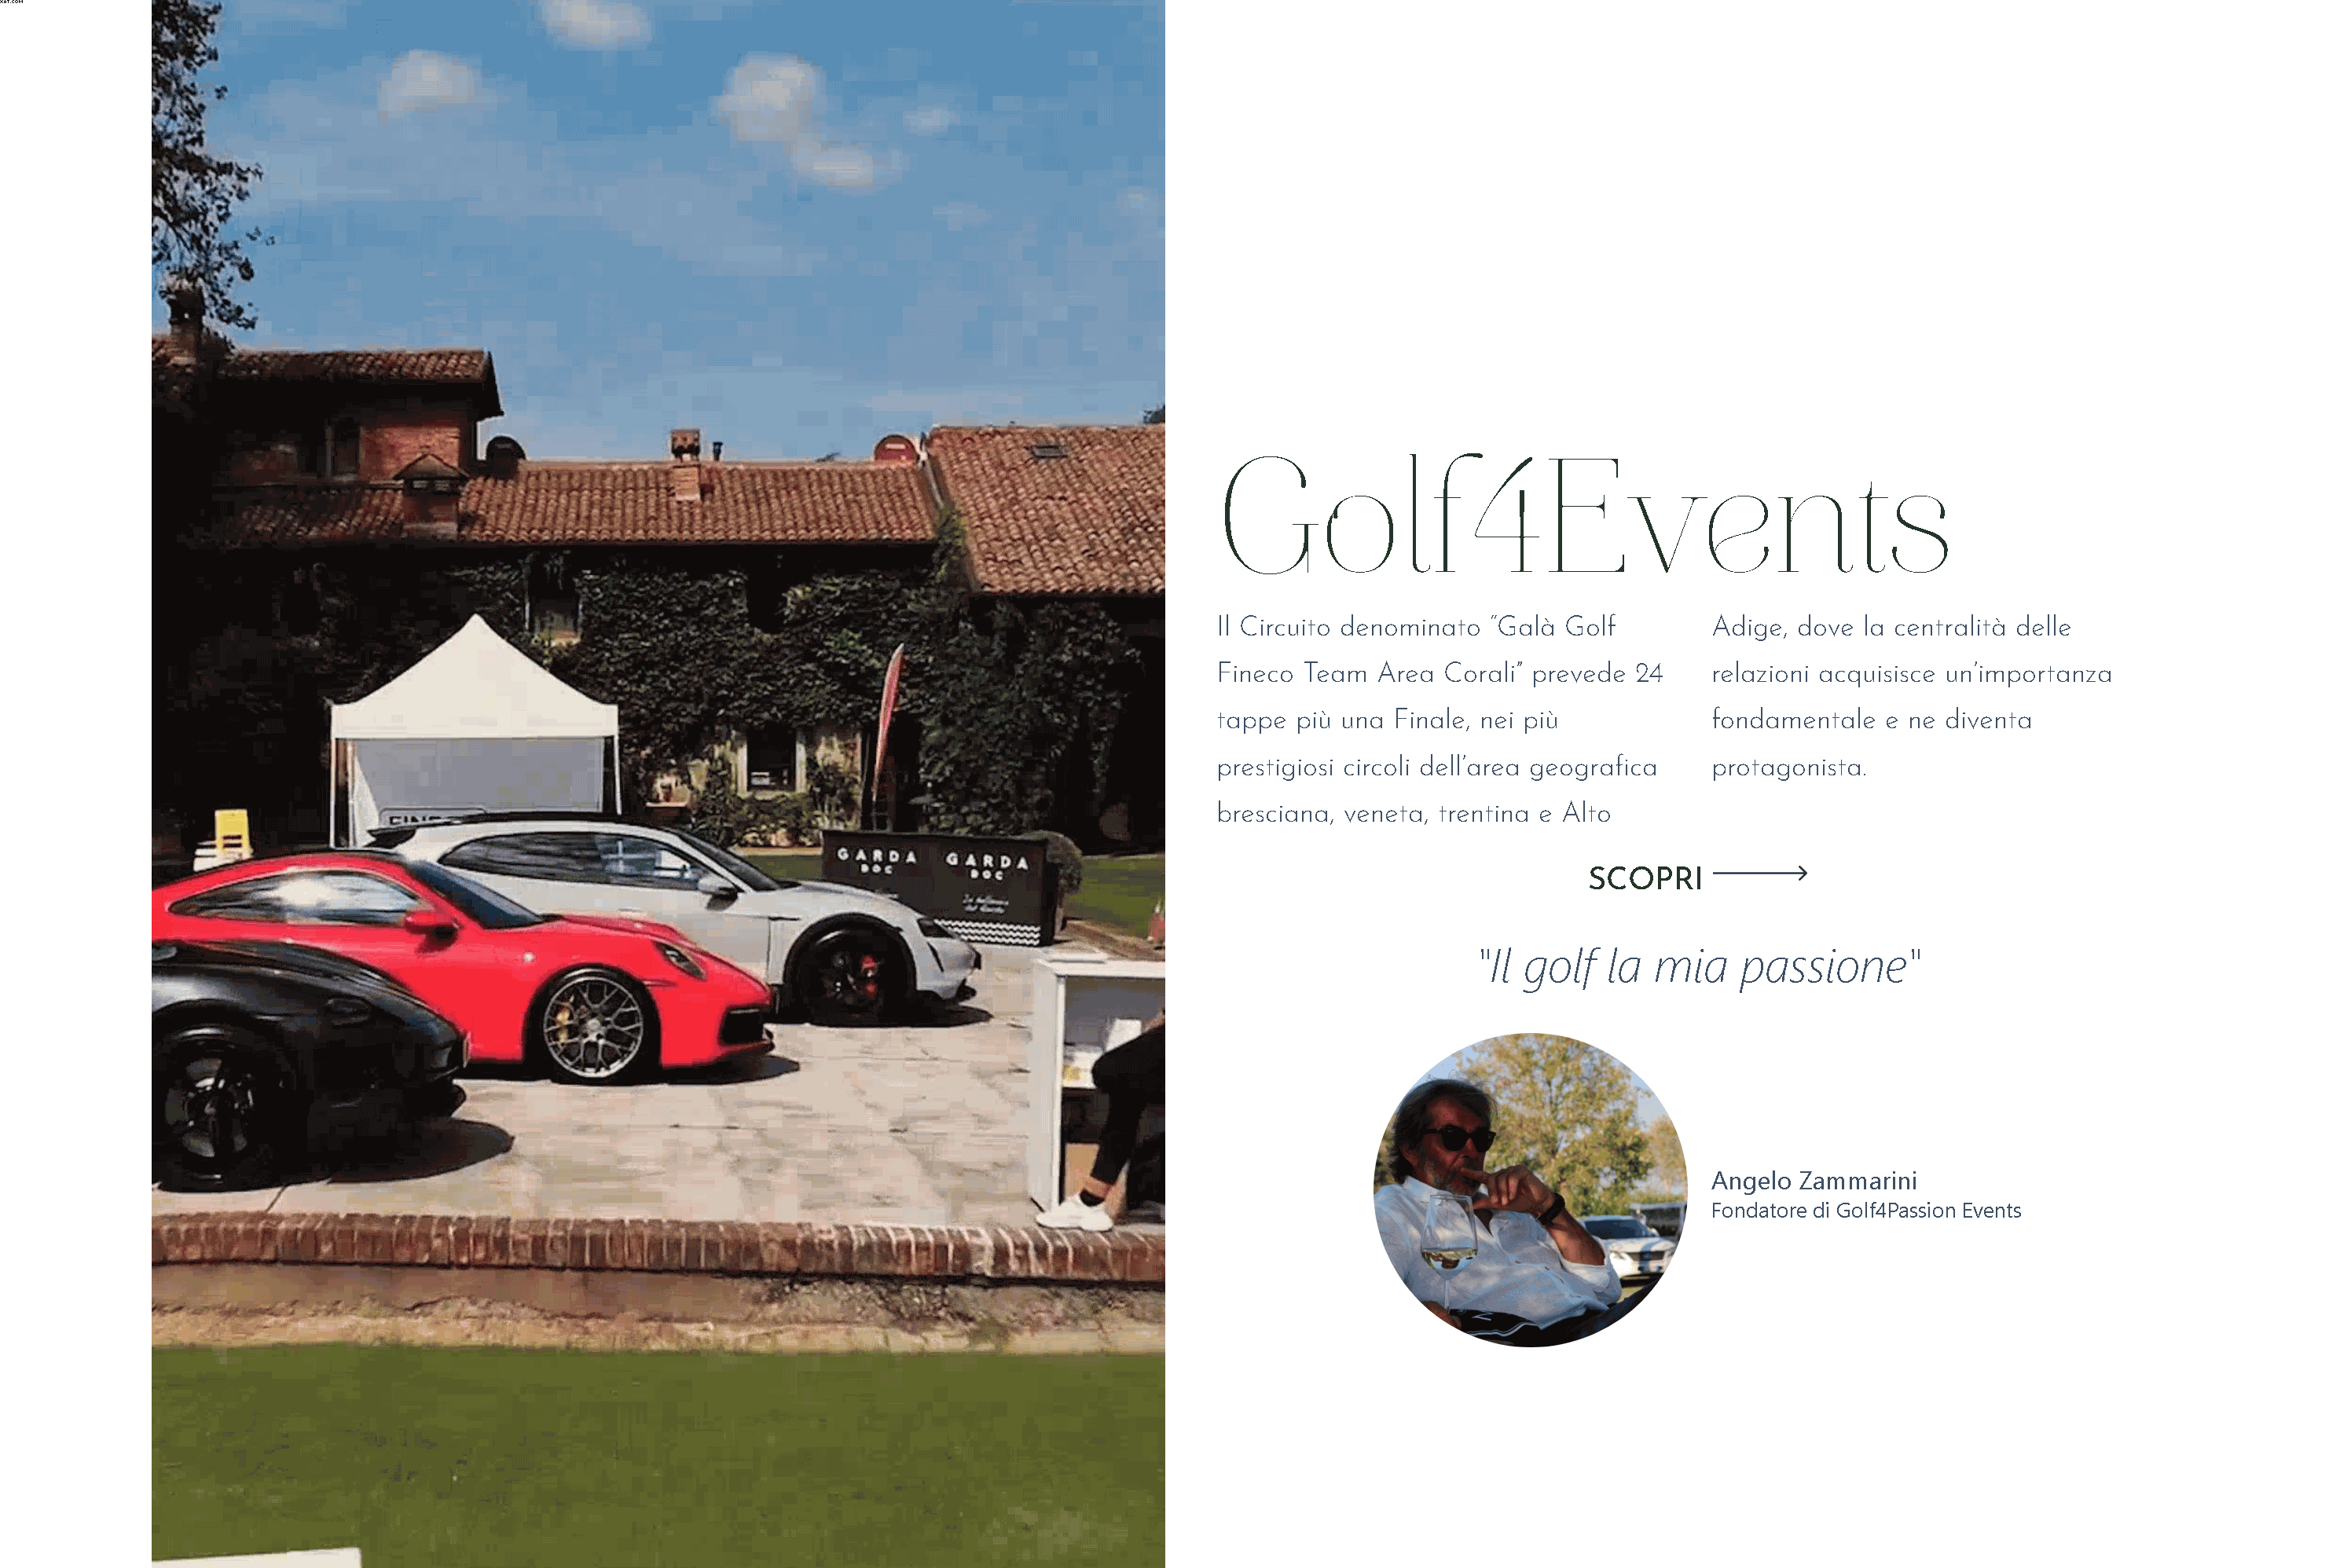 Golf4Events
Il Circuito denominato “Galà Golf
Fineco Team Area Corali” prevede 24
tappe più una Finale, nei più
prestigiosi circoli dell’area geografica
bresciana, veneta, trentina e Alto
Adige, dove la centralità delle
relazioni acquisisce un’importanza
fondamentale e ne diventa
protagonista.
SCOPRI
"Il golf la mia passione"
Angelo Zammarini
Fondatore di Golf4Passion Events
GARDA GARDA
DOC DOC